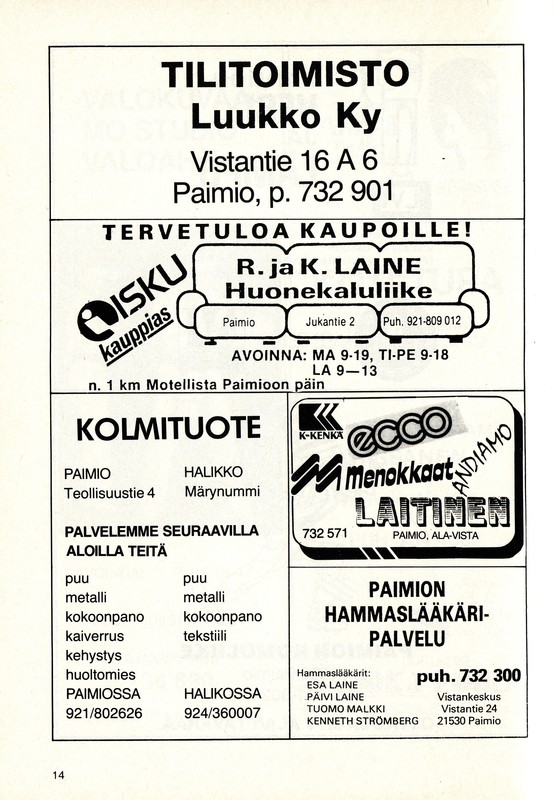 TILITOIMISTO
Luukko Ky
Vistantie 16 A 6
Paimio, p. 732 901
TERVETULOA KAUPOILLE!
ISKU
kauppias
R. ja K. LAINE
Huonekaluliike
Paimio Jukantie 2 Puh. 921-809 012
AVOINNA: MA 9-19, TI-PE 9-18
LA 9—13
n. 1 km Motellista Paimioon päin
KOLMITUOTE
PAIMIO HALIKKO
Teollisuustie 4 Märynummi
PALVELEMME SEURAAVILLA
ALOILLA TEITÄ
puu puu
metalli metalli
kokoonpano kokoonpano
kaiverrus tekstiili
kehystys
huoltomies
PAIMIOSSA HALIKOSSA
921/802626 924/360007
K-KENKÄ
ecco
Menokkaat
ANDIAMO
LAITINEN
732 571 PAIMIO, ALA-VISTA
PAIMION
HAMMASLÄÄKÄRI-
PALVELU
Hammaslääkärit: puh. 732 300
ESA LAINE
PÄIVI LAINE Vistankeskus
TUOMO MALKKI Vistantie 24
KENNETH STRÖMBERG 21530 Paimio
14